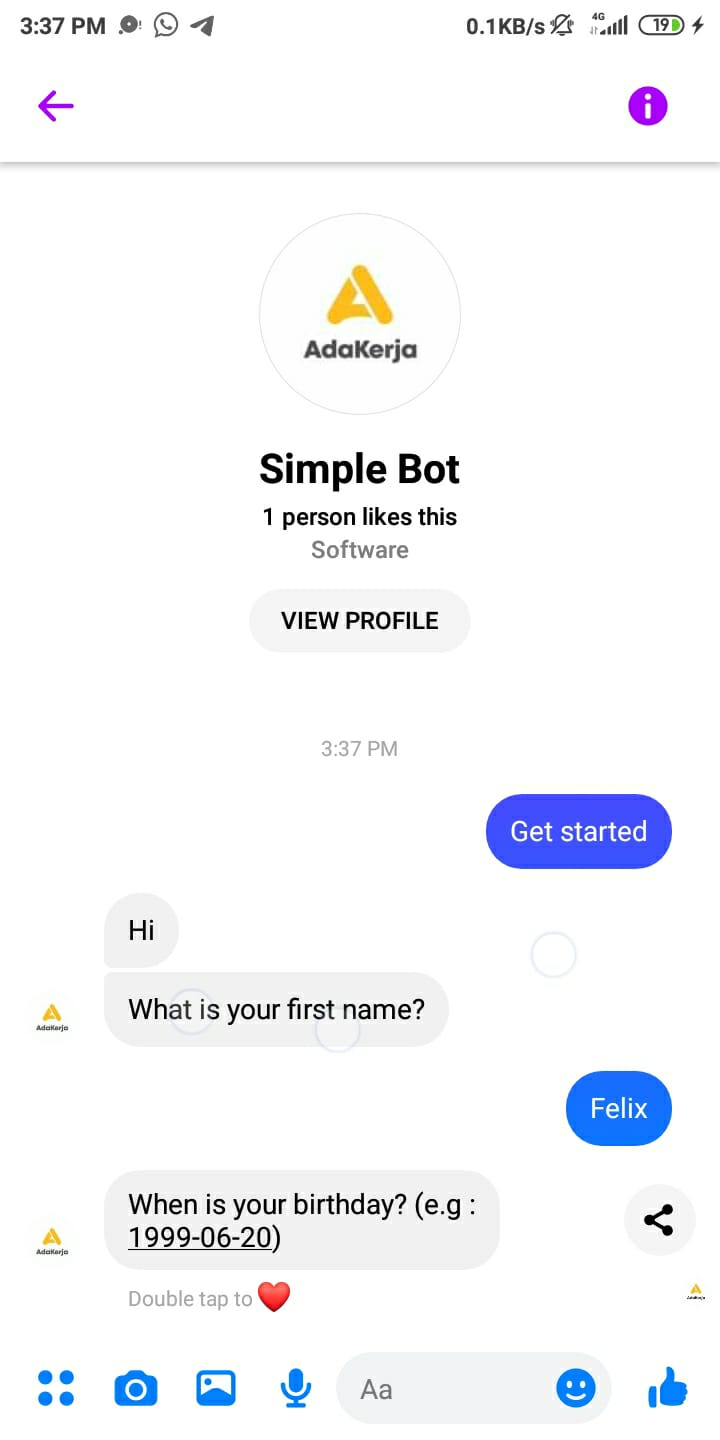 3:37 PM
0.1KB/s 4G 19
AdaKerja
Simple Bot
1 person likes this
Software
VIEW PROFILE
3:37 PM
Get started
Hi
What is your first name?
AdaKerja
Felix
When is your birthday? (e.g :
1999-06-20)
AdaKerja
Double tap to
Aa